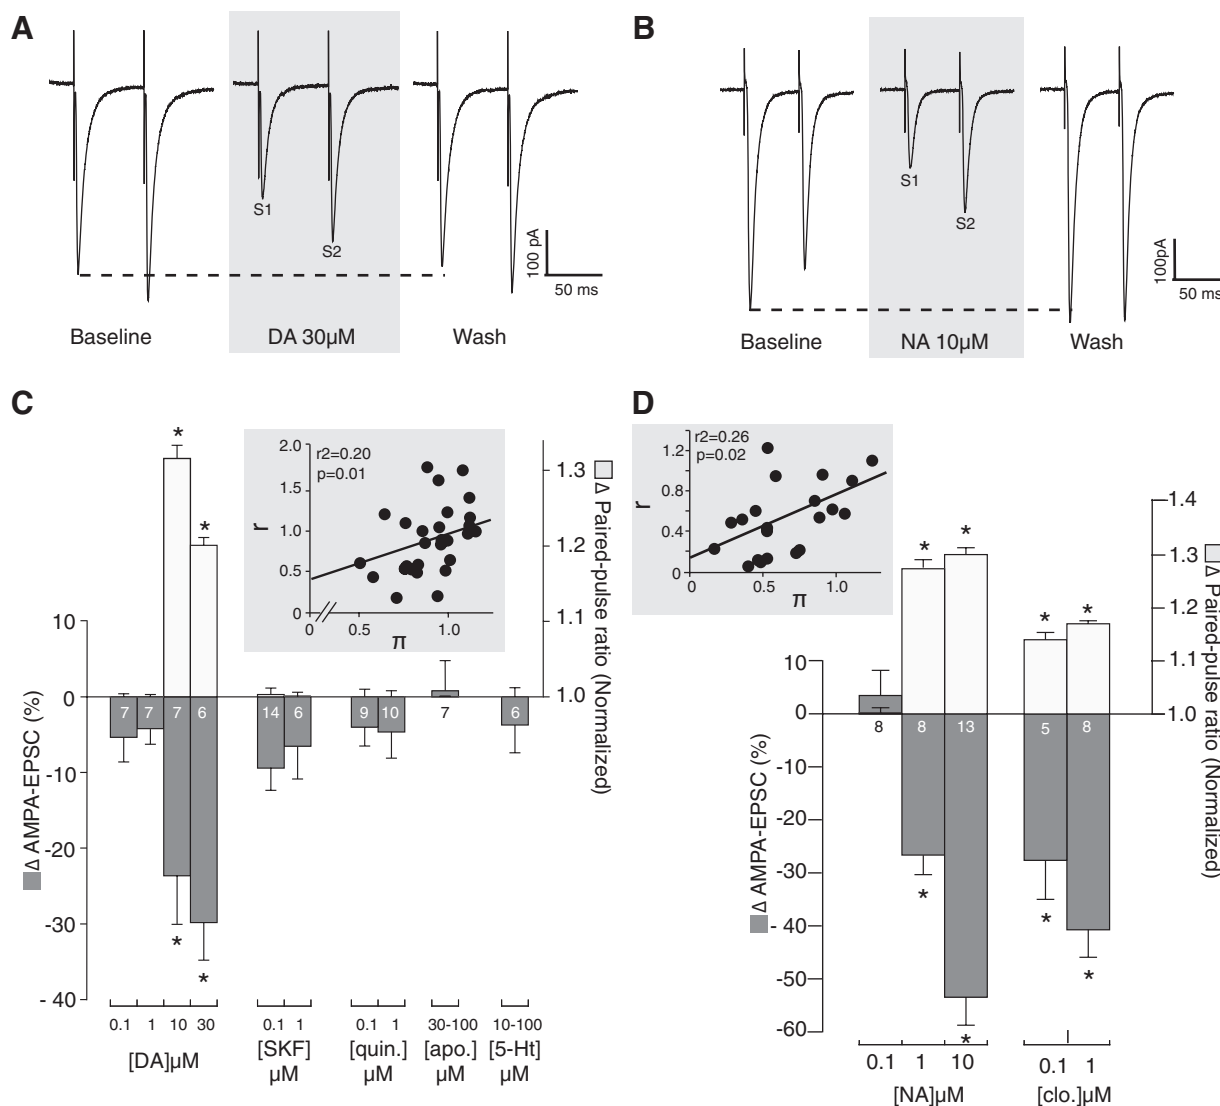 A
S1
S2
100 pA
50 ms
Baseline
DA 30µM
Wash
B
S1
S2
100pA
50 ms
Baseline
NA 10µM
Wash
C
*
*
r2=0.20
p=0.01
2.0
1.5
1.0
0.5
0
r
0
0.5
1.0
π
1.3
1.2
1.1
1.0
Δ Paired-pulse ratio (Normalized)
10
0
-10
-20
-30
- 40
Δ AMPA-EPSC (%)
7
7
7
6
14
6
9
10
7
6
*
*
0.1
1
10
30
0.1
1
0.1
1
30-100
10-100
[DA]µM
[SKF]
µM
[quin.]
µM
[apo.]
µM
[5-Ht]
µM
D
r2=0.26
p=0.02
1.2
0.8
0.4
0
r
0
0.5
1.0
π
*
*
*
*
1.4
1.3
1.2
1.1
1.0
Δ Paired-pulse ratio (Normalized)
10
0
-10
-20
-30
- 40
-50
-60
Δ AMPA-EPSC (%)
8
8
13
5
8
*
*
*
*
0.1
1
10
0.1
1
[NA]µM
[clo.]µM